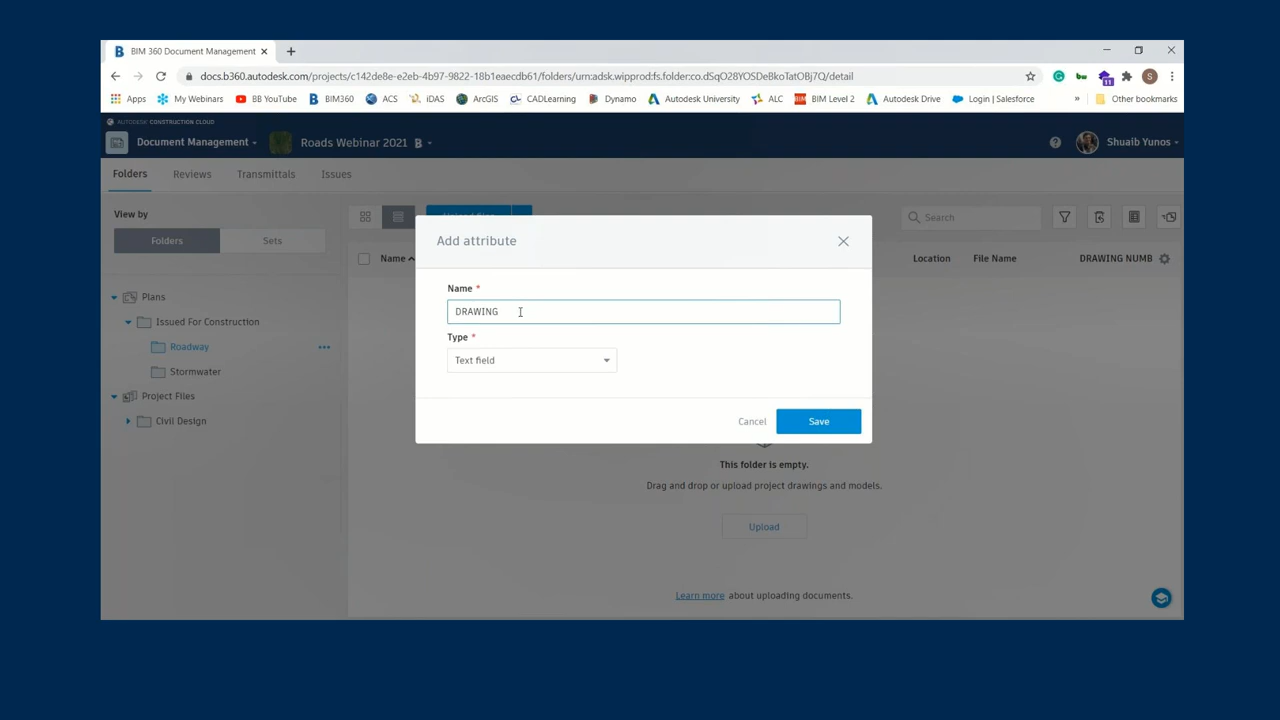 BIM 360 Document Management
docs.b360.autodesk.com/projects/c142de8e-e2eb-4b97-9822-18b1eaecdb61/folders/urn:adsk.wipprod:fs.folder:co.dSqO28YOSDeBkoTatOBj7Q/detail
Apps My Webinars BB YouTube BIM360 ACS iDAS ArcGIS CADLearning Dynamo Autodesk University ALC BIM Level 2 Autodesk Drive Login | Salesforce » Other bookmarks
AUTODESK CONSTRUCTION CLOUD
Document Management Roads Webinar 2021 B Shuaib Yunos
Folders Reviews Transmittals Issues
View by
Folders Sets
Search
Name Location File Name DRAWING NUMB
Plans
Issued For Construction
Roadway
Stormwater
Project Files
Civil Design
Add attribute
Name *
DRAWING
Type *
Text field
Cancel Save
This folder is empty.
Drag and drop or upload project drawings and models.
Upload
Learn more about uploading documents.